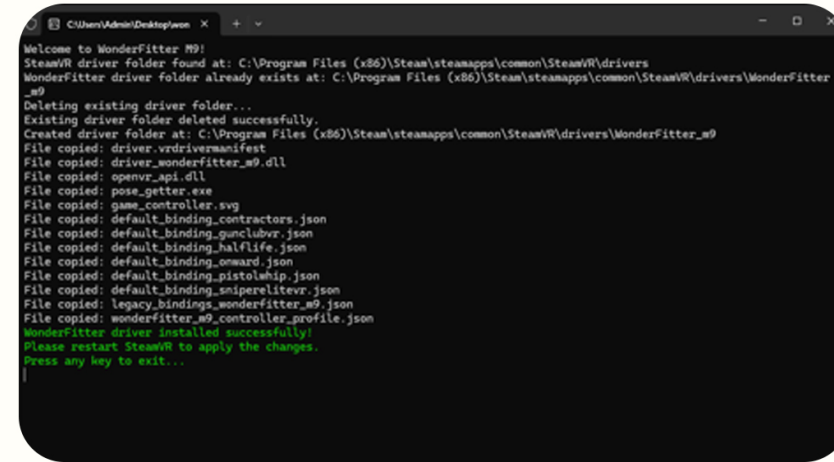 C:\Users\Admin\Desktop\won
Welcome to WonderFitter M9!
SteamVR driver folder found at: C:\Program Files (x86)\Steam\steamapps\common\SteamVR\drivers
WonderFitter driver folder already exists at: C:\Program Files (x86)\Steam\steamapps\common\SteamVR\drivers\WonderFitter
_m9
Deleting existing driver folder...
Existing driver folder deleted successfully.
Created driver folder at: C:\Program Files (x86)\Steam\steamapps\common\SteamVR\drivers\WonderFitter_m9
File copied: driver.vrdrivermanifest
File copied: driver_wonderfitter_m9.dll
File copied: openvr_api.dll
File copied: pose_getter.exe
File copied: game_controller.svg
File copied: default_binding_contractors.json
File copied: default_binding_gunclubvr.json
File copied: default_binding_halflife.json
File copied: default_binding_onward.json
File copied: default_binding_pistolwhip.json
File copied: default_binding_sniperelitevr.json
File copied: legacy_bindings_wonderfitter_m9.json
File copied: wonderfitter_m9_controller_profile.json
WonderFitter driver installed successfully!
Please restart SteamVR to apply the changes.
Press any key to exit...